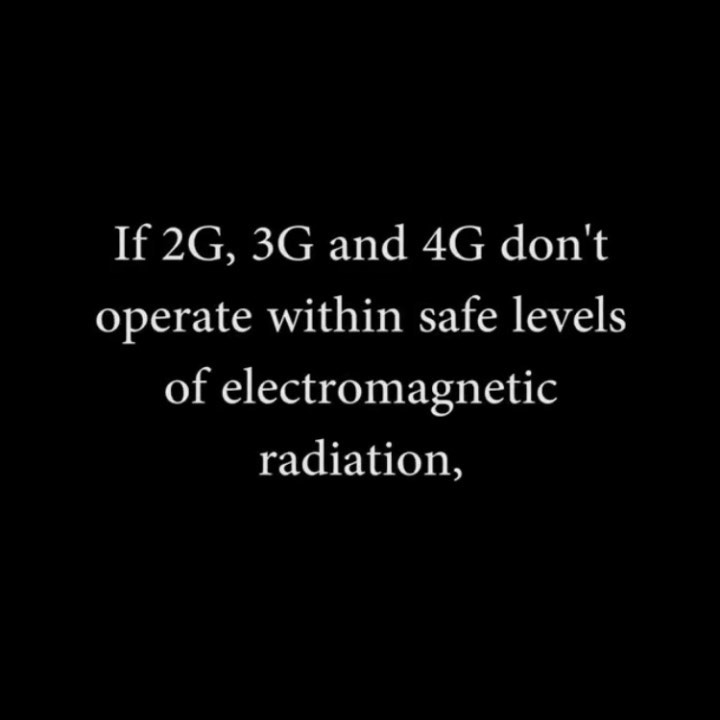 If 2G, 3G and 4G don't
operate within safe levels
of electromagnetic
radiation,